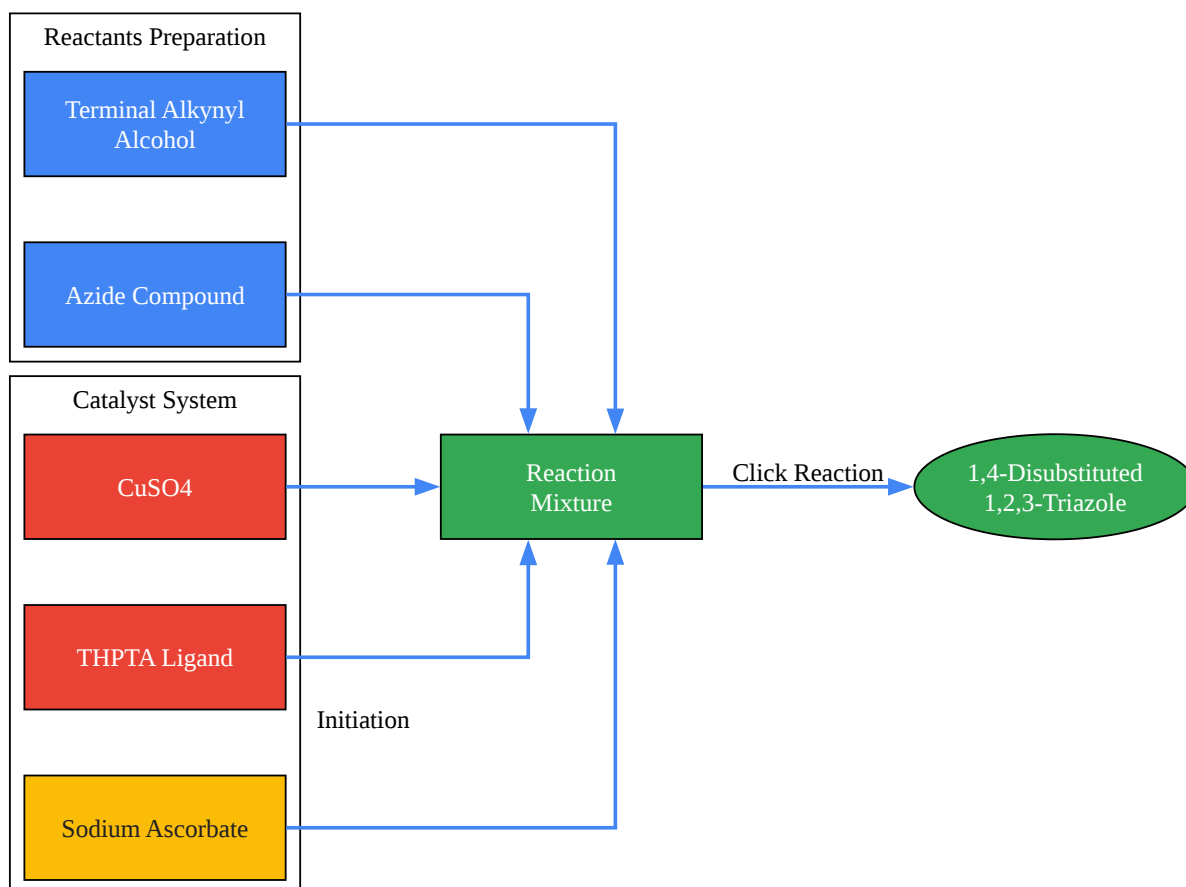 Reactants Preparation
Terminal Alkynyl
Alcohol
Azide Compound
Catalyst System
CuSO4
THPTA Ligand
Initiation
Sodium Ascorbate
Reaction
Mixture
Click Reaction
1,4-Disubstituted
1,2,3-Triazole